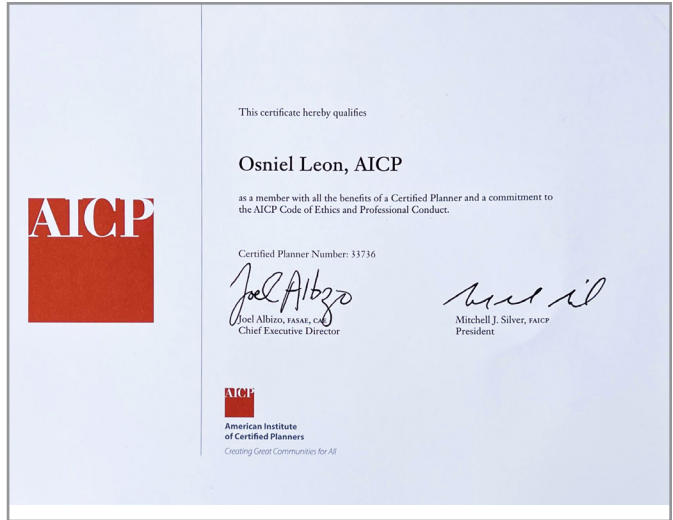 AICP
This certificate hereby qualifies
Osniel Leon, AICP
as a member with all the benefits of a Certified Planner and a commitment to
the AICP Code of Ethics and Professional Conduct.
Certified Planner Number: 33736
Joel Albizo
Joel Albizo, FASAE, CAE
Chief Executive Director
Mitchell J. Silver, FAICP
President
AICP
American Institute
of Certified Planners
Creating Great Communities for All